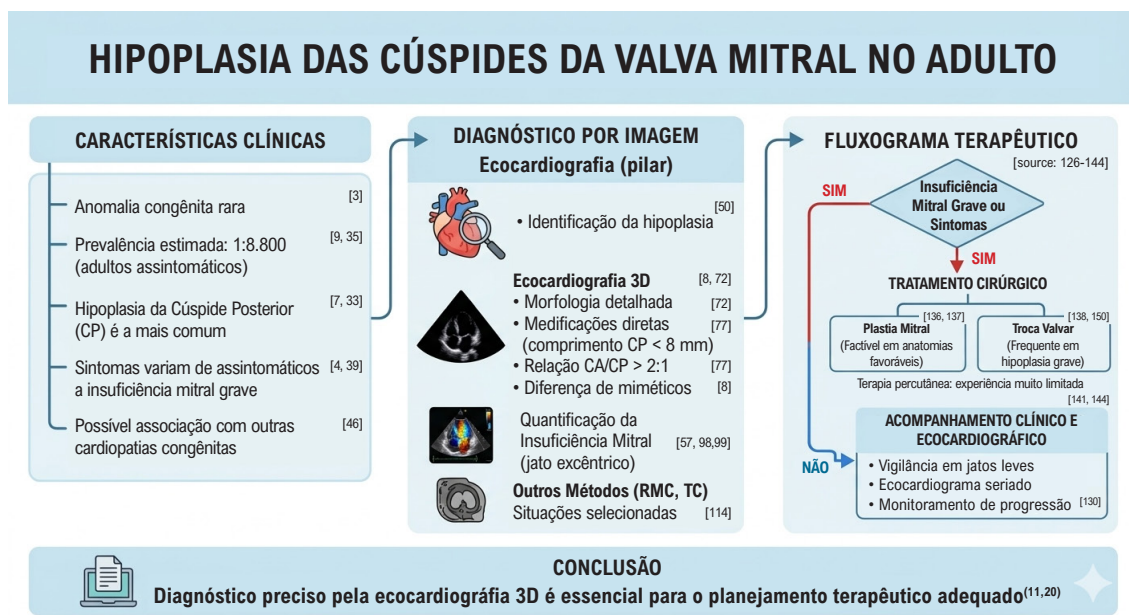 HIPOPLASIA DAS CÚSPIDES DA VALVA MITRAL NO ADULTO
CARACTERÍSTICAS CLÍNICAS
Anomalia congênita rara [3]
Prevalência estimada: 1:8.800 [9, 35]
(adultos assintomáticos)
Hipoplasia da Cúspide Posterior [7, 33]
(CP) é a mais comum
Sintomas variam de assintomáticos [4, 39]
a insuficiência mitral grave
Possível associação com outras [46]
cardiopatias congênitas
DIAGNÓSTICO POR IMAGEM
Ecocardiografia (pilar)
• Identificação da hipoplasia [50]
Ecocardiografia 3D [8, 72]
• Morfologia detalhada [72]
• Medificações diretas [77]
(comprimento CP < 8 mm)
• Relação CA/CP > 2:1 [77]
• Diferença de miméticos [8]
Quantificação da
Insuficiência Mitral [57, 98,99]
(jato excêntrico)
Outros Métodos (RMC, TC)
Situações selecionadas [114]
FLUXOGRAMA TERAPÊUTICO
[source: 126-144]
SIM
Insuficiência
Mitral Grave ou
Sintomas
SIM
TRATAMENTO CIRÚRGICO
[136, 137]
Plastia Mitral
(Factível em anatomias
favoráveis)
[138, 150]
Troca Valvar
(Frequente em
hipoplasia grave)
Terapia percutânea: experiência muito limitada
[141, 144]
NÃO
ACOMPANHAMENTO CLÍNICO E
ECOCARDIOGRÁFICO
• Vigilância em jatos leves
• Ecocardiograma seriado
• Monitoramento de progressão [130]
CONCLUSÃO
Diagnóstico preciso pela ecocardiográfia 3D é essencial para o planejamento terapêutico adequado(11,20)